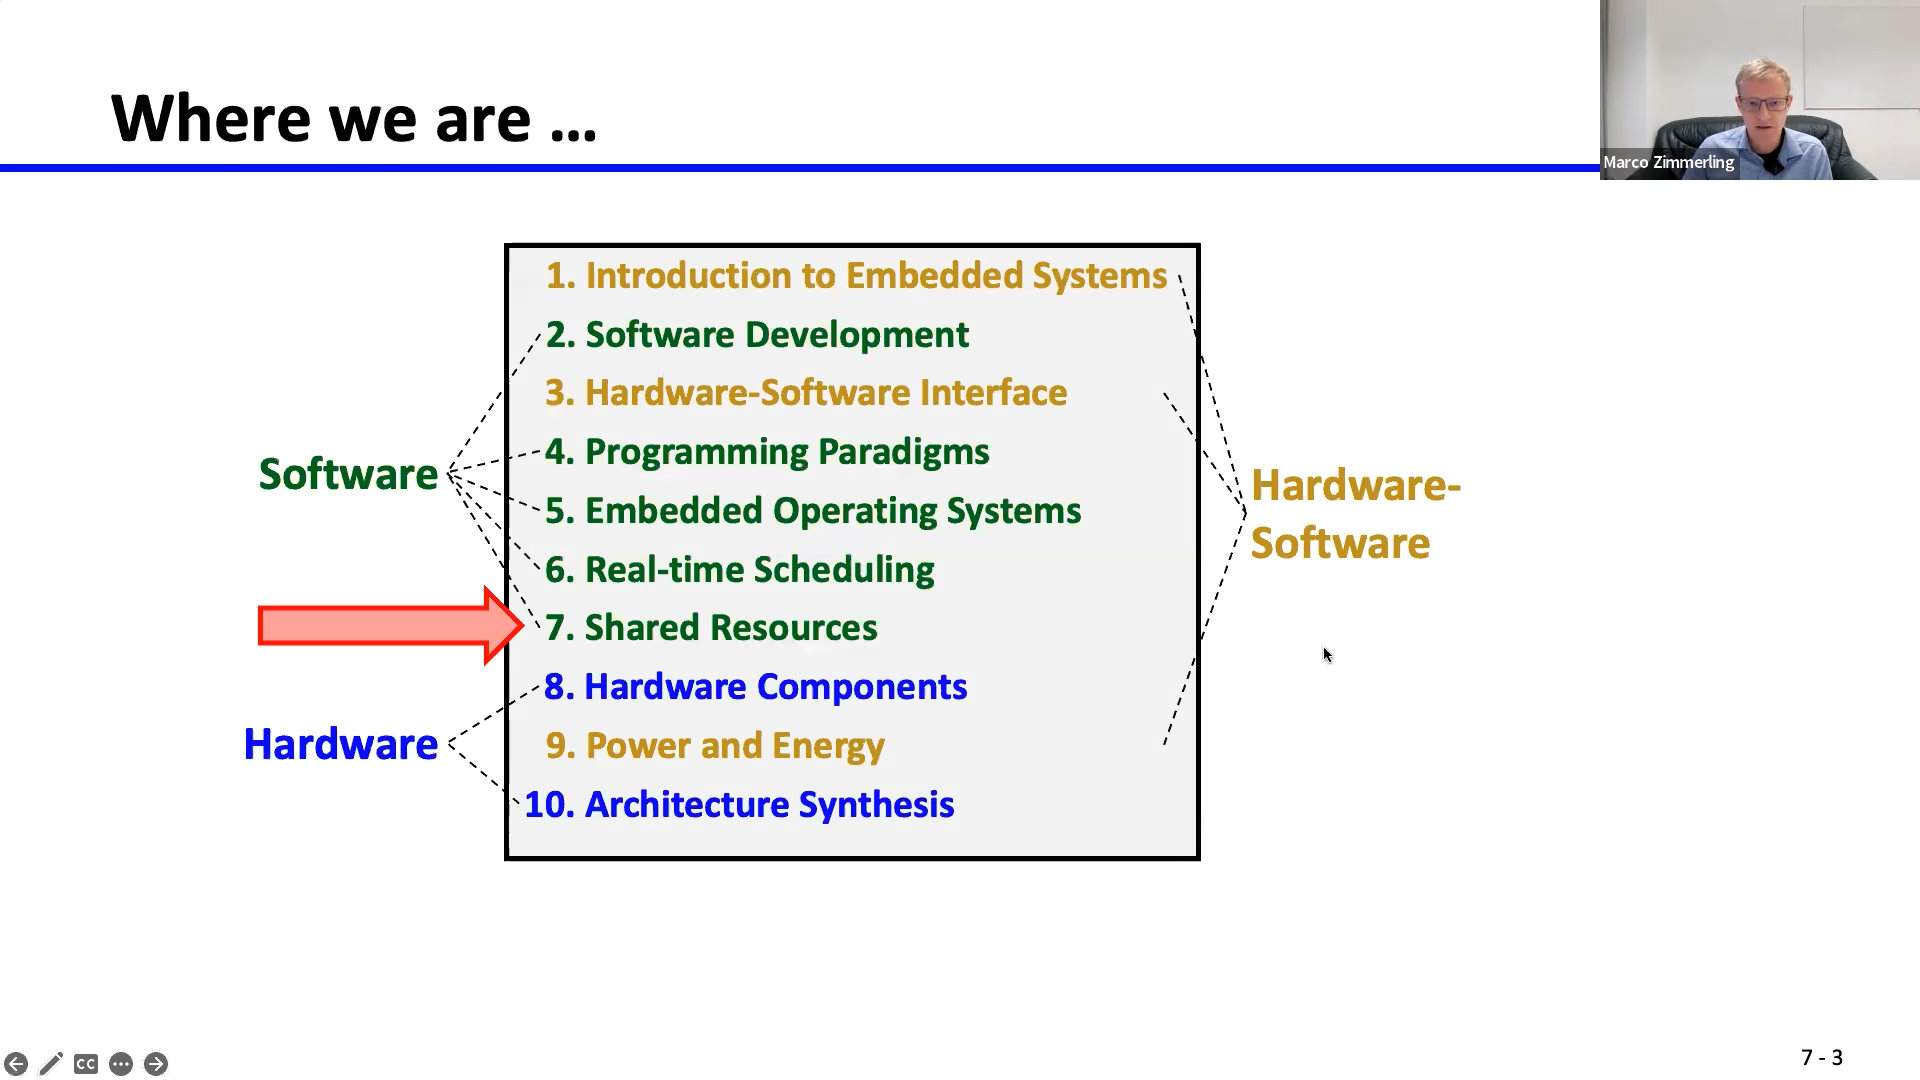 Where we are ...
Marco Zimmerling
1. Introduction to Embedded Systems
2. Software Development
3. Hardware-Software Interface
4. Programming Paradigms
5. Embedded Operating Systems
6. Real-time Scheduling
7. Shared Resources
8. Hardware Components
9. Power and Energy
10. Architecture Synthesis
Software
Hardware
Hardware-
Software
CC
7 - 3